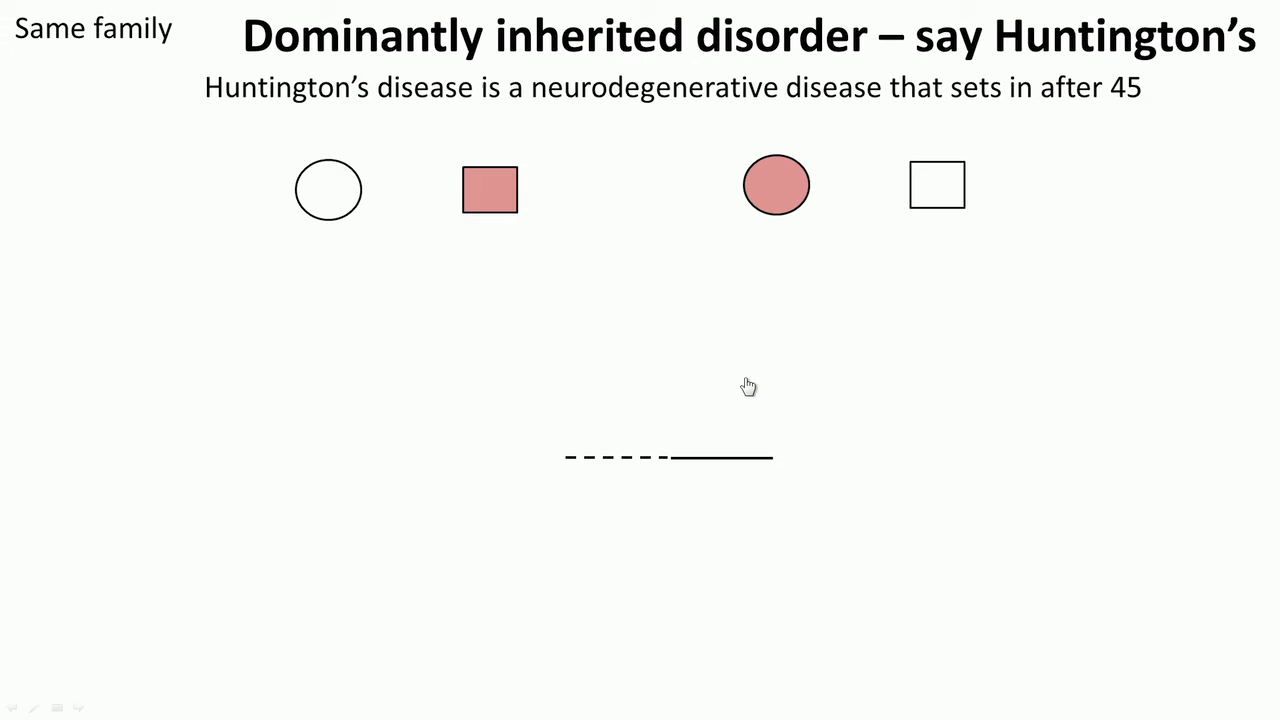 Same family
Dominantly inherited disorder – say Huntington’s
Huntington’s disease is a neurodegenerative disease that sets in after 45